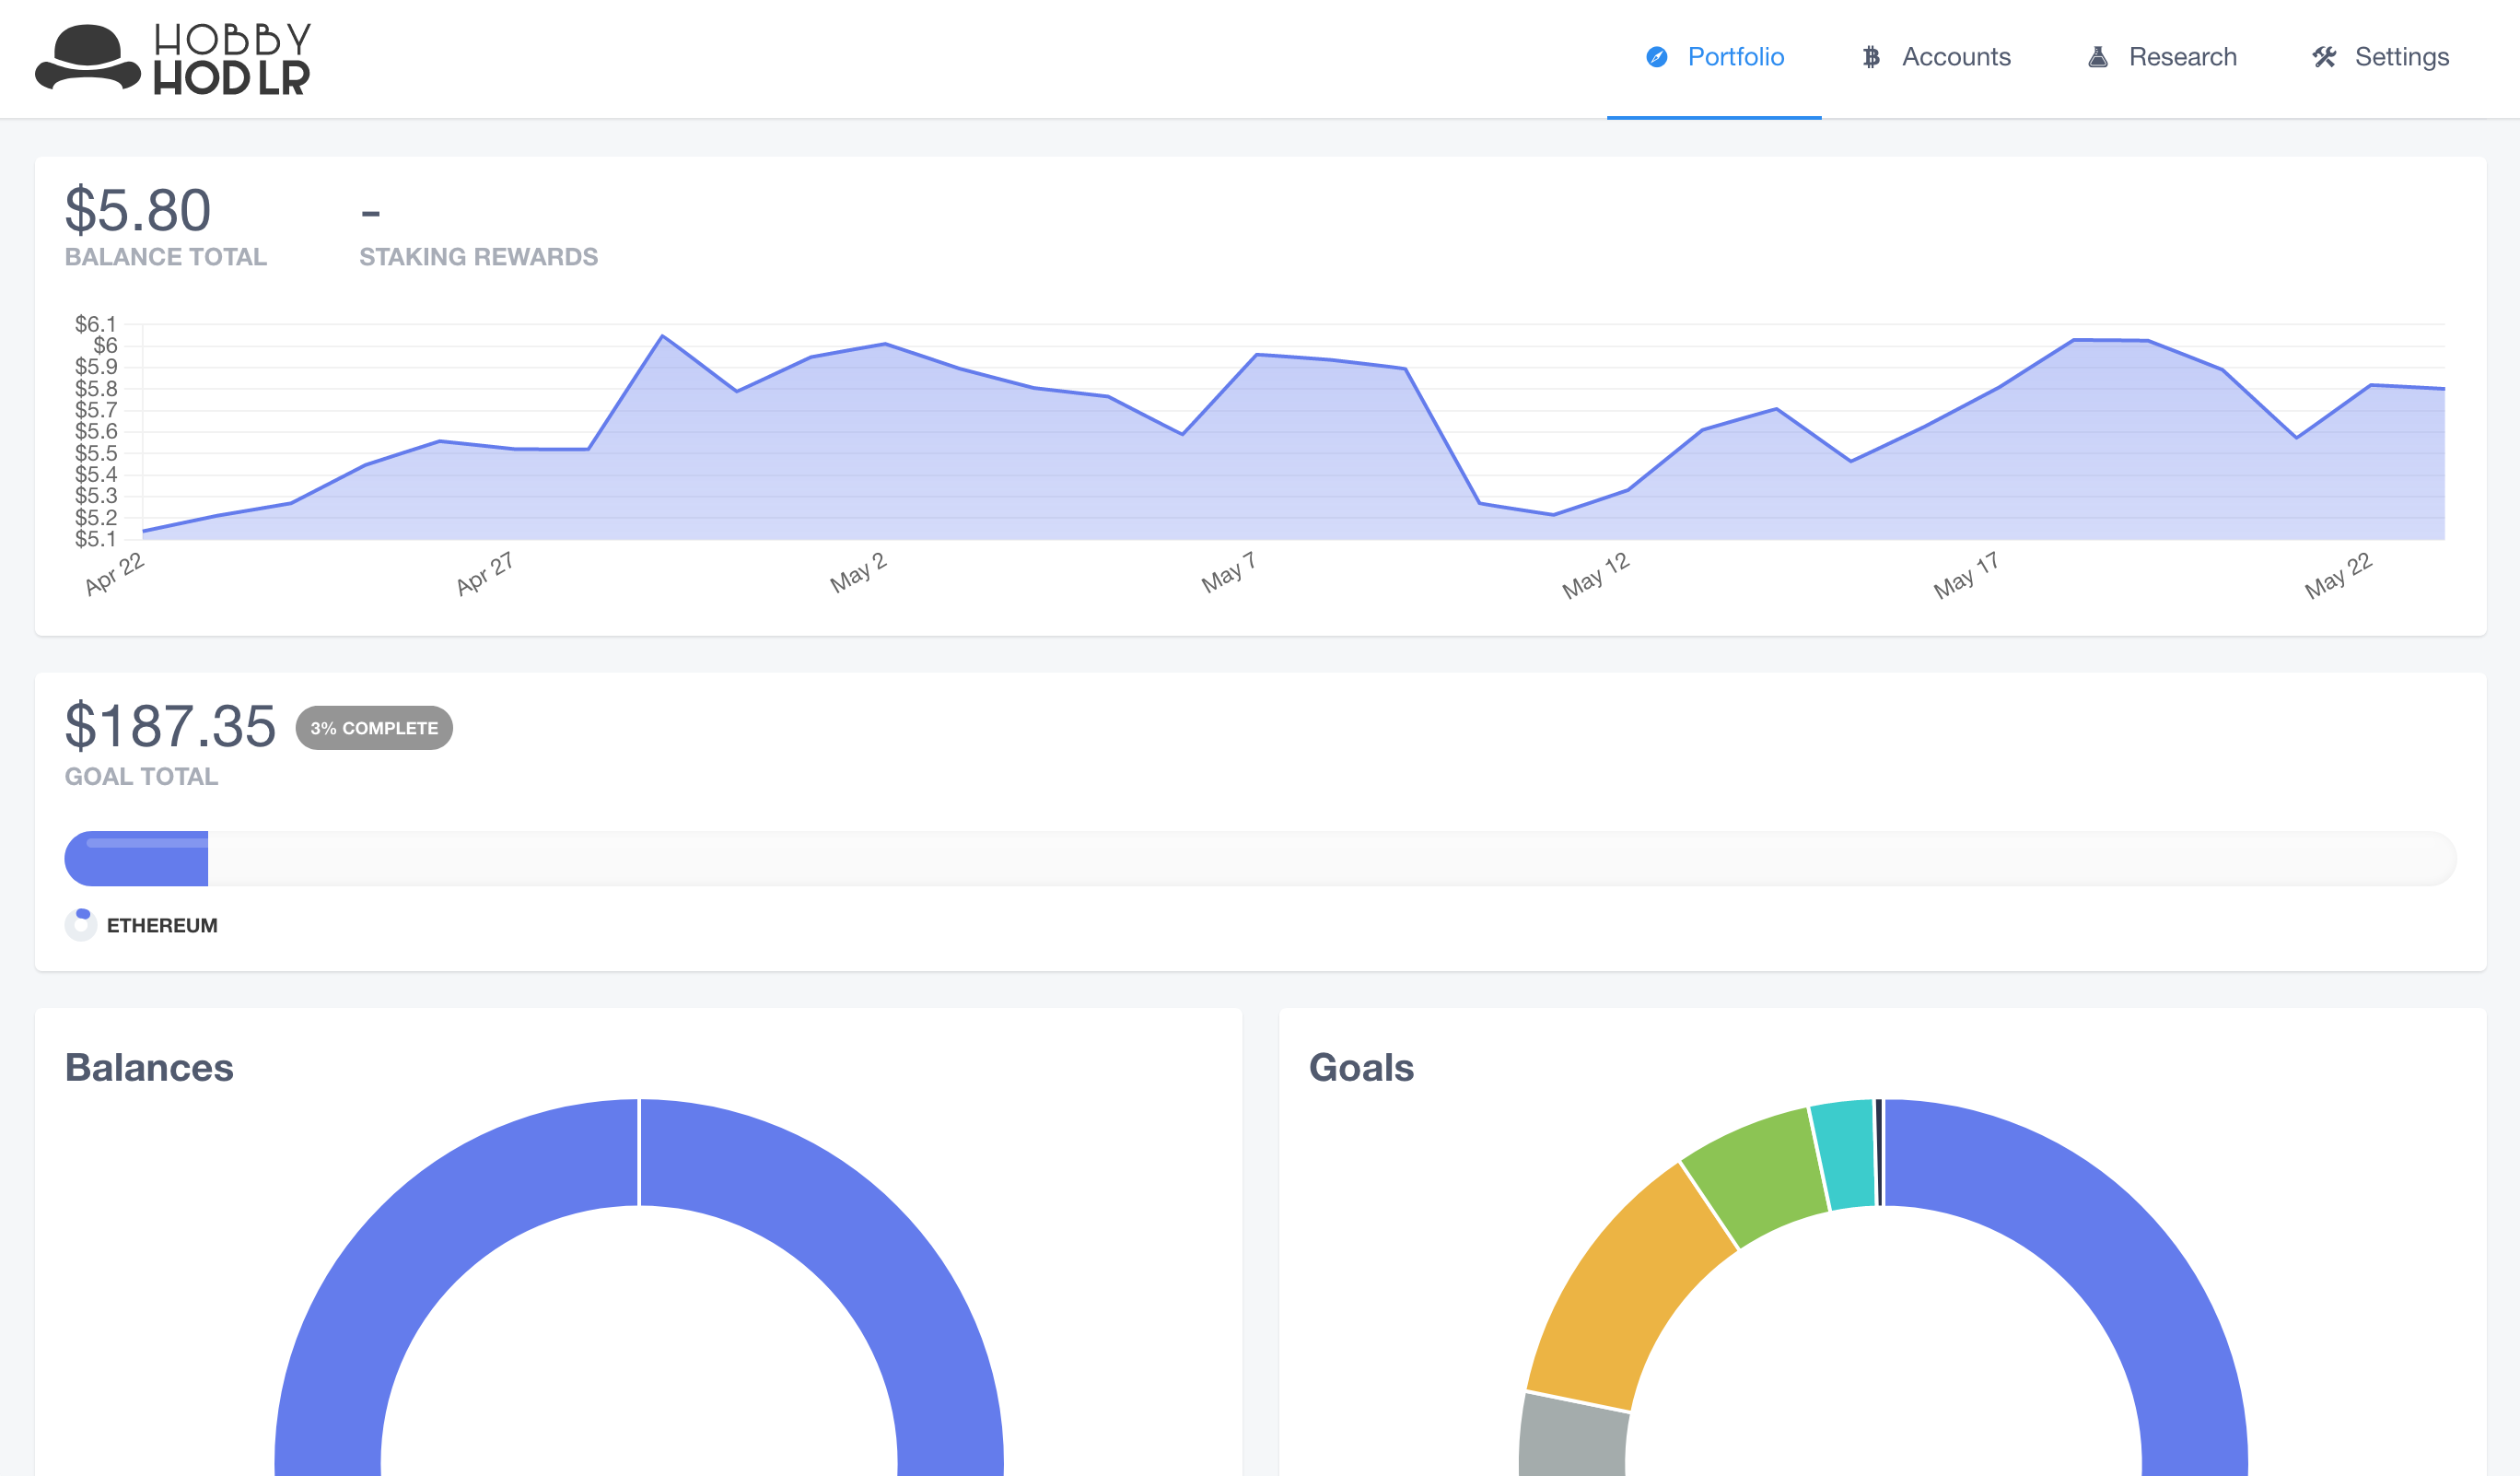 HOBBY
HODLR
Portfolio
Accounts
Research
Settings
$5.80
BALANCE TOTAL
-
STAKING REWARDS
$6.1
$6
$5.9
$5.8
$5.7
$5.6
$5.5
$5.4
$5.3
$5.2
$5.1
Apr 22
Apr 27
May 2
May 7
May 12
May 17
May 22
$187.35
3% COMPLETE
GOAL TOTAL
ETHEREUM
Balances
Goals